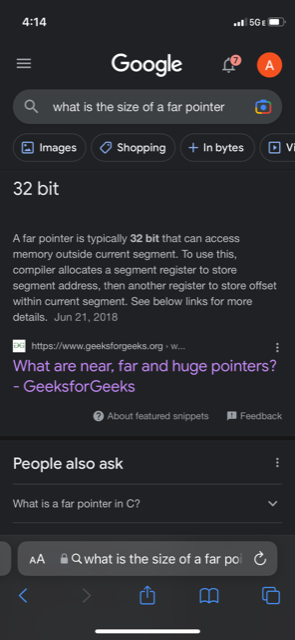 4:14
5GE
Google
7
A
what is the size of a far pointer
Images
Shopping
+ In bytes
Vi
32 bit
A far pointer is typically 32 bit that can access
memory outside current segment. To use this,
compiler allocates a segment register to store
segment address, then another register to store offset
within current segment. See below links for more
details. Jun 21, 2018
https://www.geeksforgeeks.org › w...
What are near, far and huge pointers?
- GeeksforGeeks
About featured snippets
Feedback
People also ask
What is a far pointer in C?
AA
what is the size of a far poi